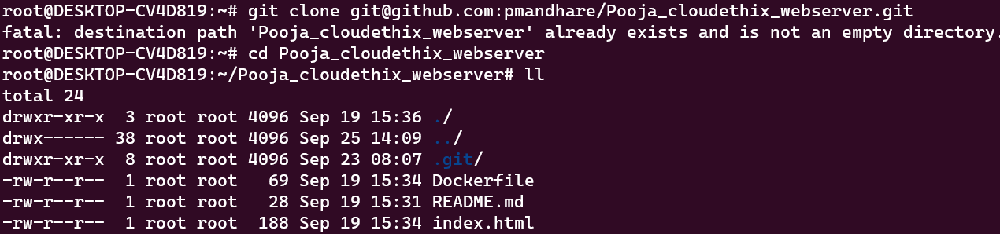 root@DESKTOP-CV4D819:~# git clone git@github.com:pmandhare/Pooja_cloudethix_webserver.git
fatal: destination path 'Pooja_cloudethix_webserver' already exists and is not an empty directory.
root@DESKTOP-CV4D819:~# cd Pooja_cloudethix_webserver
root@DESKTOP-CV4D819:~/Pooja_cloudethix_webserver# ll
total 24
drwxr-xr-x  3 root root 4096 Sep 19 15:36 ./
drwx------ 38 root root 4096 Sep 25 14:09 ../
drwxr-xr-x  8 root root 4096 Sep 23 08:07 .git/
-rw-r--r--  1 root root   69 Sep 19 15:34 Dockerfile
-rw-r--r--  1 root root   28 Sep 19 15:31 README.md
-rw-r--r--  1 root root  188 Sep 19 15:34 index.html